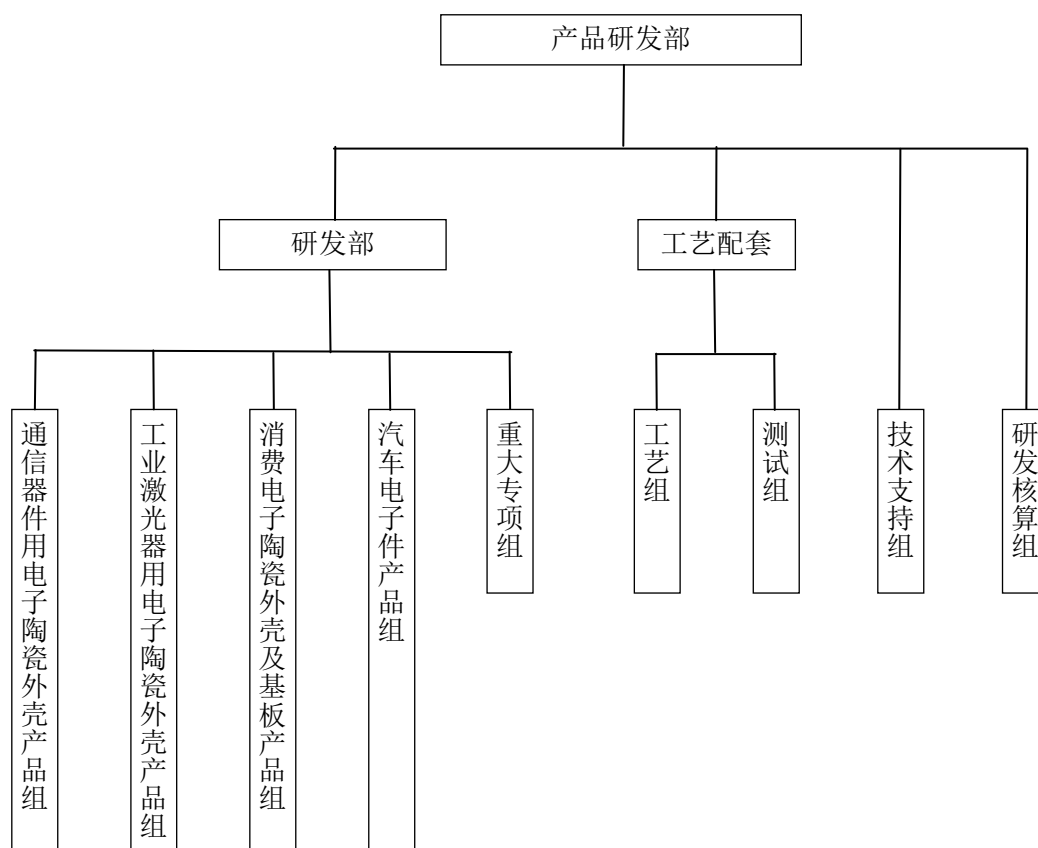 产品研发部
研发部
工艺配套
通信器件用电子陶瓷外壳产品组
工业激光器用电子陶瓷外壳产品组
消费电子陶瓷外壳及基板产品组
汽车电子件产品组
重大专项组
工艺组
测试组
技术支持组
研发核算组